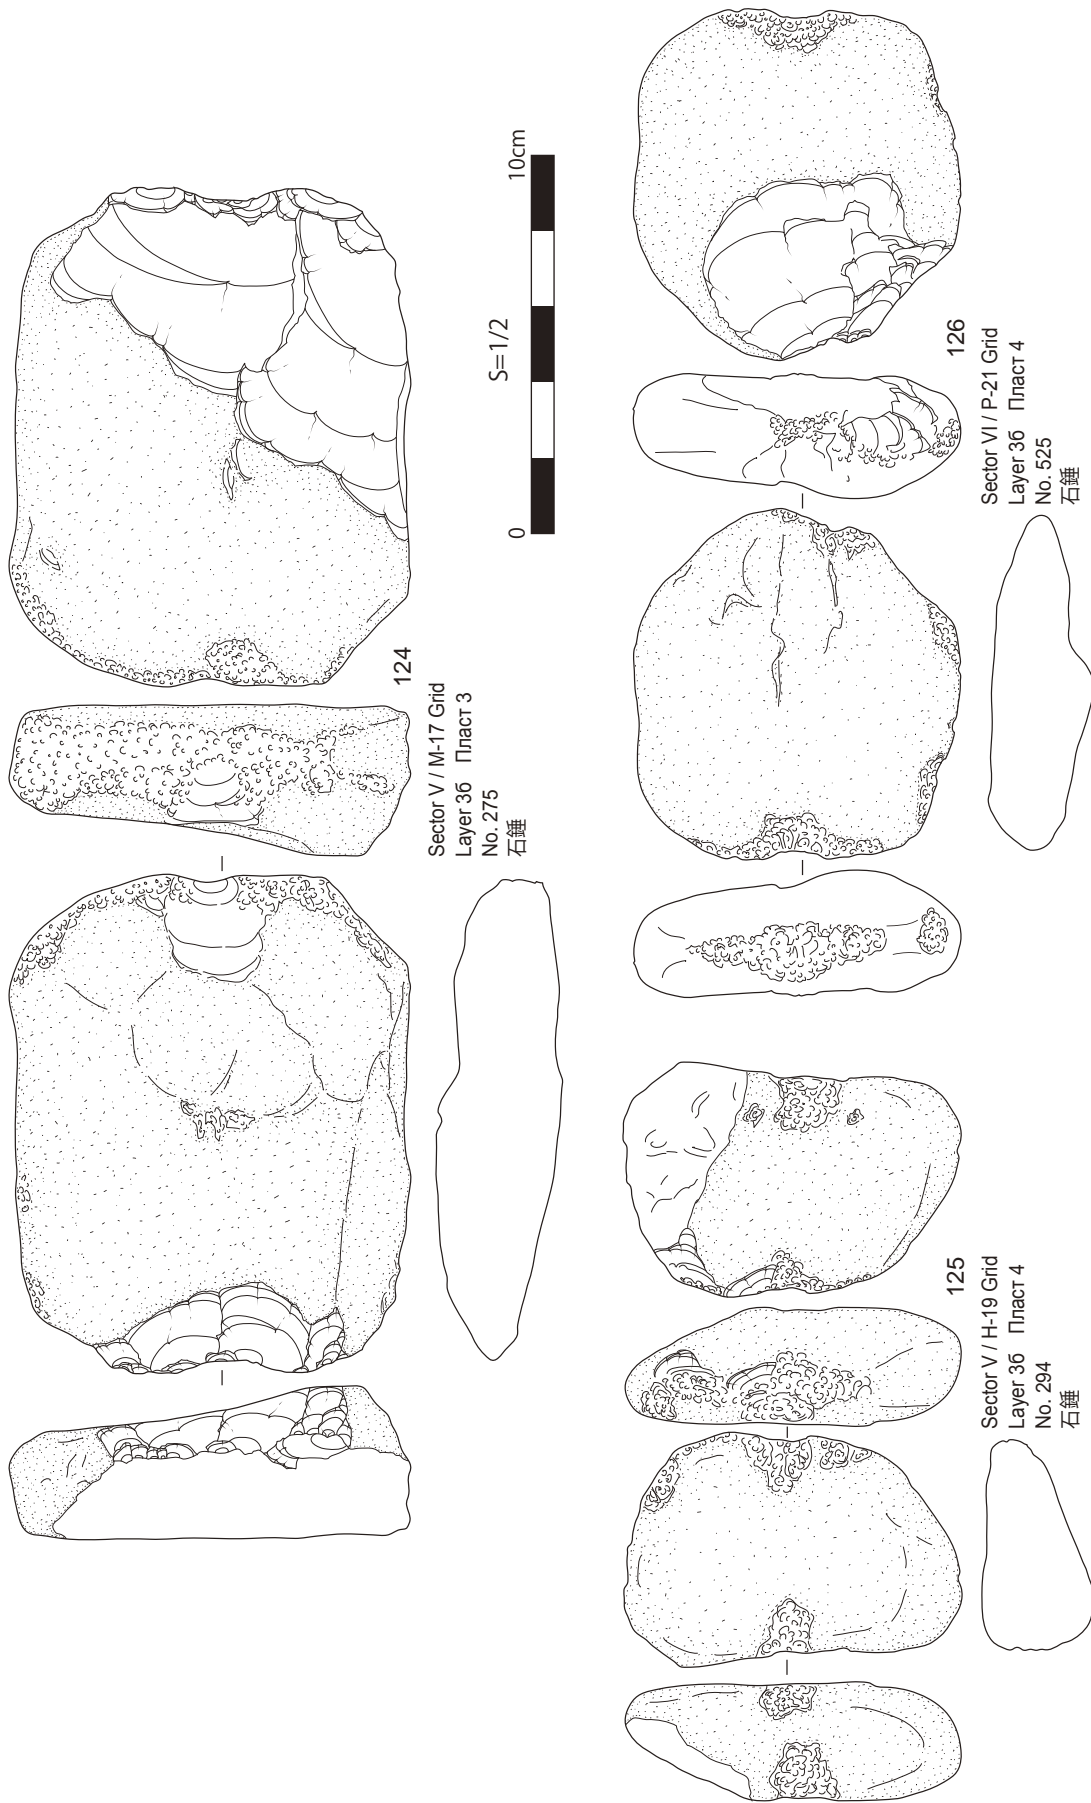 124
Sector V / M-17 Grid
Layer 3б Пласт 3
No. 275
石錘
S=1/2
0
10cm
125
Sector V / H-19 Grid
Layer 3б Пласт 4
No. 294
石錘
126
Sector VI / P-21 Grid
Layer 3б Пласт 4
No. 525
石錘